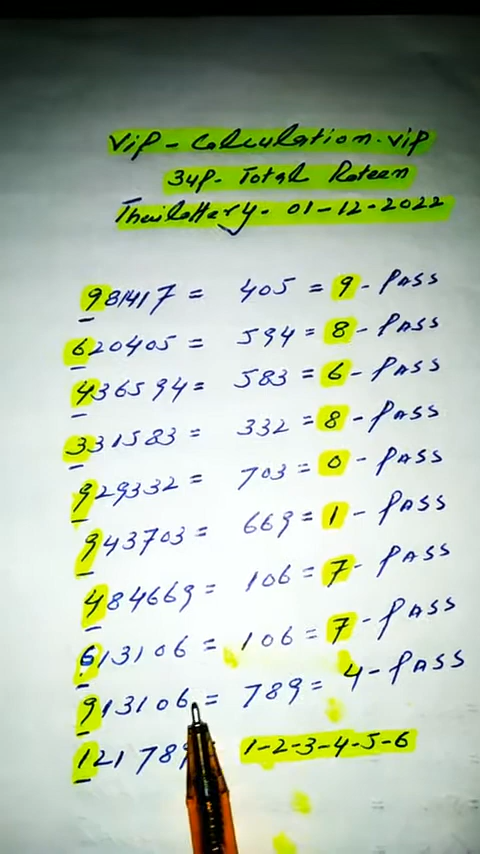 Vip - Calculation. vip
34P - Total Roteen
Thailottery - 01-12-2022
981417 = 405 = 9 - PASS
620405 = 594 = 8 - PASS
436594 = 583 = 6 - PASS
331583 = 332 = 8 - PASS
929332 = 703 = 0 - PASS
943703 = 669 = 1 - PASS
484669 = 106 = 7 - PASS
613106 = 106 = 7 - PASS
913106 = 789 = 4 - PASS
121789 1-2-3-4-5-6